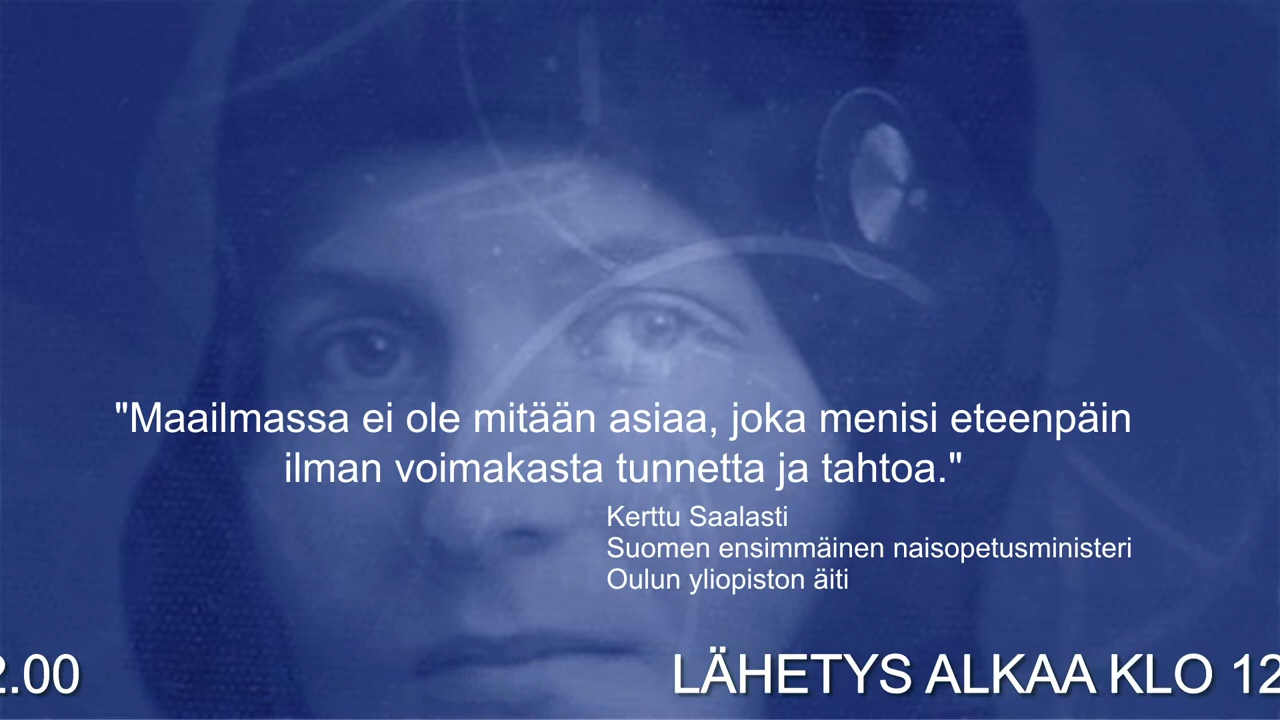 "Maailmassa ei ole mitään asiaa, joka menisi eteenpäin
ilman voimakasta tunnetta ja tahtoa."
Kerttu Saalasti
Suomen ensimmäinen naisopetusministeri
Oulun yliopiston äiti
2.00 LÄHETYS ALKAA KLO 12